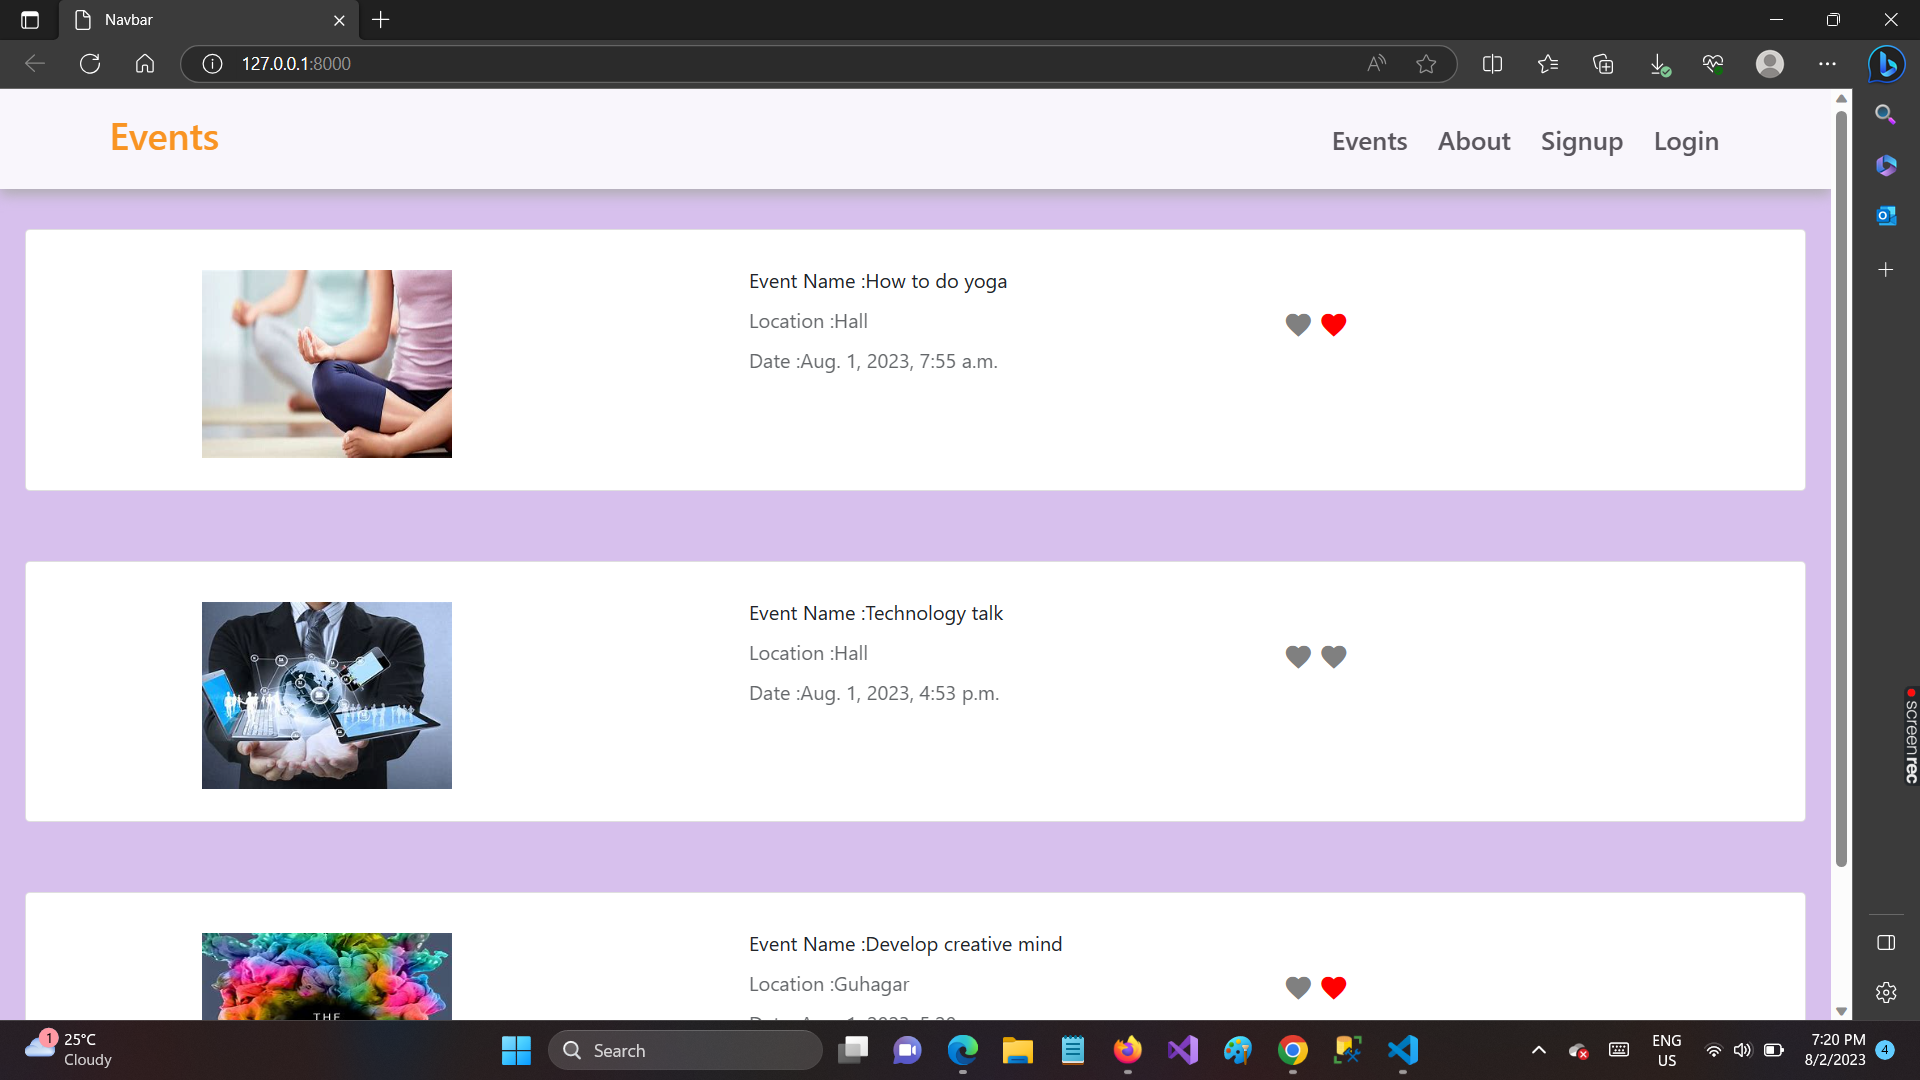 Navbar
127.0.0.1:8000
Events
Events About Signup Login
Event Name :How to do yoga
Location :Hall
Date :Aug. 1, 2023, 7:55 a.m.
Event Name :Technology talk
Location :Hall
Date :Aug. 1, 2023, 4:53 p.m.
Event Name :Develop creative mind
Location :Guhagar
THE
screenrec
1
25°C
Cloudy
Search
ENG
US
7:20 PM
8/2/2023
4